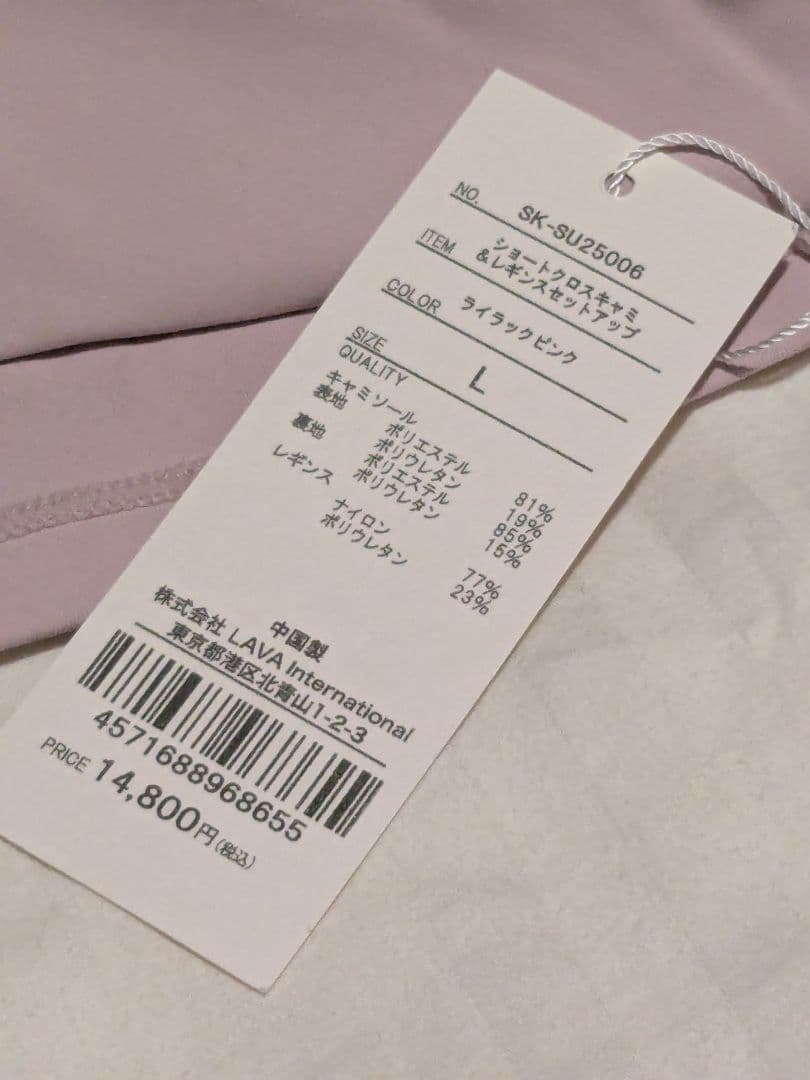 NO. SK-SU25006
ITEM ショートクロスキャミ
&レギンスセットアップ
COLOR ライラックピンク
SIZE L
QUALITY
キャミソール
表地 ポリエステル 81%
ポリウレタン 19%
裏地 ポリエステル 85%
ポリウレタン 15%
レギンス
ナイロン 77%
ポリウレタン 23%
中国製
株式会社 LAVA International
東京都港区北青山1-2-3
4571688968655
PRICE 14,800円(税込)